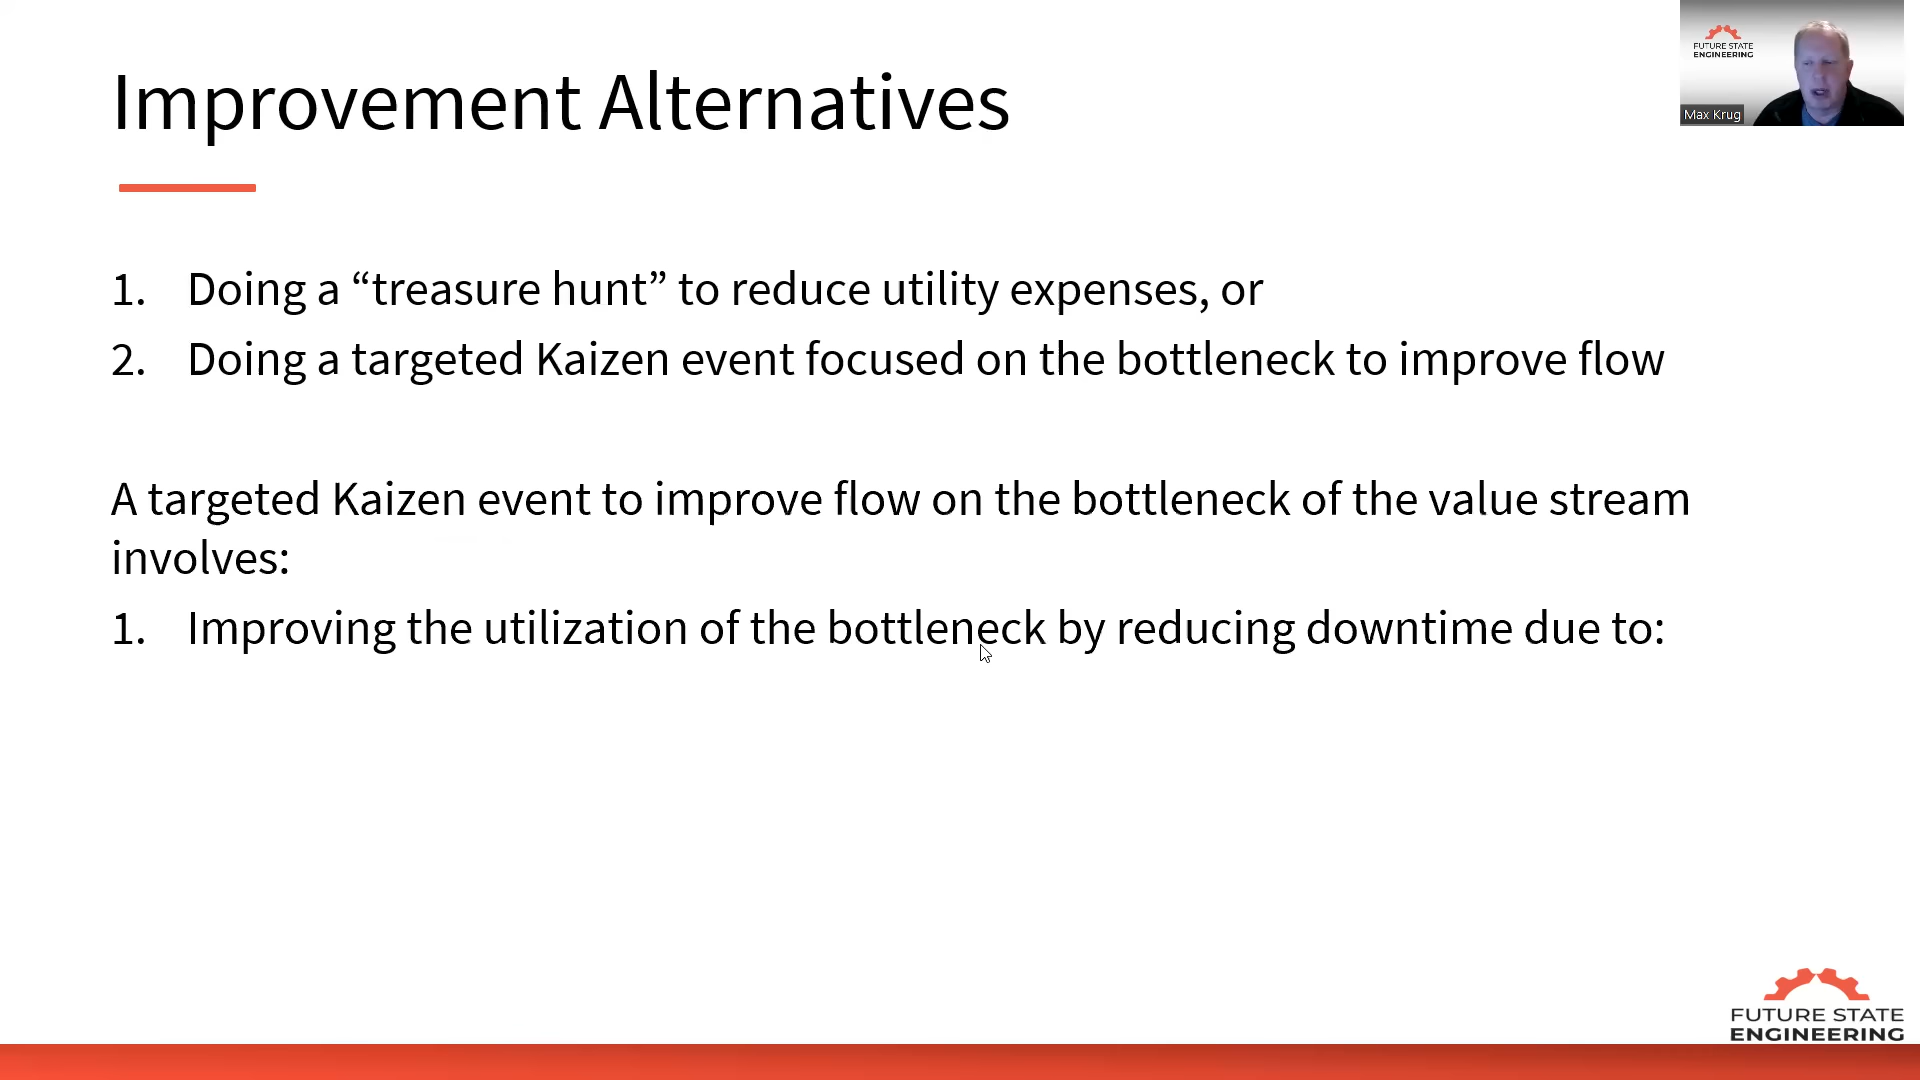 Improvement Alternatives
FUTURE STATE
ENGINEERING
Max Krug
1. Doing a “treasure hunt” to reduce utility expenses, or
2. Doing a targeted Kaizen event focused on the bottleneck to improve flow
A targeted Kaizen event to improve flow on the bottleneck of the value stream
involves:
1. Improving the utilization of the bottleneck by reducing downtime due to:
FUTURE STATE
ENGINEERING